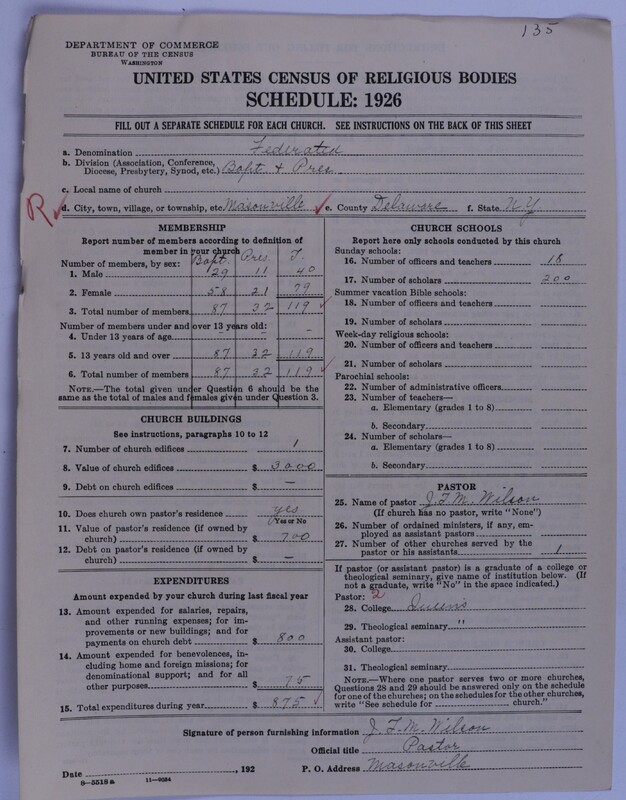 135
DEPARTMENT OF COMMERCE
BUREAU OF THE CENSUS
WASHINGTON
UNITED STATES CENSUS OF RELIGIOUS BODIES
SCHEDULE: 1926
FILL OUT A SEPARATE SCHEDULE FOR EACH CHURCH. SEE INSTRUCTIONS ON THE BACK OF THIS SHEET
a. Denomination Federated
b. Division (Association, Conference, Diocese, Presbytery, Synod, etc.) Bapt. + Pres.
c. Local name of church
R ✓ d. City, town, village, or township, etc. Masonville ✓ e. County Delaware f. State N.Y.
MEMBERSHIP
Report number of members according to definition of
member in your church
Number of members, by sex: Bapt. Pres. T.
1. Male 29 11 40
2. Female 58 21 79
3. Total number of members 87 32 119 ✓
Number of members under and over 13 years old:
4. Under 13 years of age – – –
5. 13 years old and over 87 32 119
6. Total number of members 87 32 119 ✓
NOTE.—The total given under Question 6 should be
same as the total of males and females given under Question 3.
CHURCH BUILDINGS
See instructions, paragraphs 10 to 12
7. Number of church edifices 1
8. Value of church edifices $ 3000
9. Debt on church edifices $ —
10. Does church own pastor's residence yes
(Yes or No
11. Value of pastor's residence (if owned by
church) $ 700
12. Debt on pastor's residence (if owned by
church) $ —
EXPENDITURES
Amount expended by your church during last fiscal year
13. Amount expended for salaries, repairs,
and other running expenses; for im-
provements or new buildings; and for
payments on church debt $ 800
14. Amount expended for benevolences, in-
cluding home and foreign missions; for
denominational support; and for all
other purposes $ 75
15. Total expenditures during year $ 875 ✓
CHURCH SCHOOLS
Report here only schools conducted by this church
Sunday schools:
16. Number of officers and teachers 18
17. Number of scholars 200
Summer vacation Bible schools:
18. Number of officers and teachers
19. Number of scholars
Week-day religious schools:
20. Number of officers and teachers
21. Number of scholars
Parochial schools:
22. Number of administrative officers
23. Number of teachers—
a. Elementary (grades 1 to 8)
b. Secondary
24. Number of scholars—
a. Elementary (grades 1 to 8)
b. Secondary
PASTOR
25. Name of pastor J.T.M. Wilson
(If church has no pastor, write "None")
26. Number of ordained ministers, if any, em-
ployed as assistant pastors
27. Number of other churches served by the
pastor or his assistants 1
If pastor (or assistant pastor) is a graduate of a college or
theological seminary, give name of institution below. (If
not a graduate, write "No" in the space indicated.)
Pastor: 2
28. College Queen's
29. Theological seminary "
Assistant pastor:
30. College
31. Theological seminary
NOTE.—Where one pastor serves two or more churches,
Questions 28 and 29 should be answered only on the schedule
for one of the churches; on the schedules for the other churches,
write "See schedule for church."
Signature of person furnishing information J. T. M. Wilson
Official title Pastor
Date , 192 P. O. Address Masonville
8-5518a 11-9664